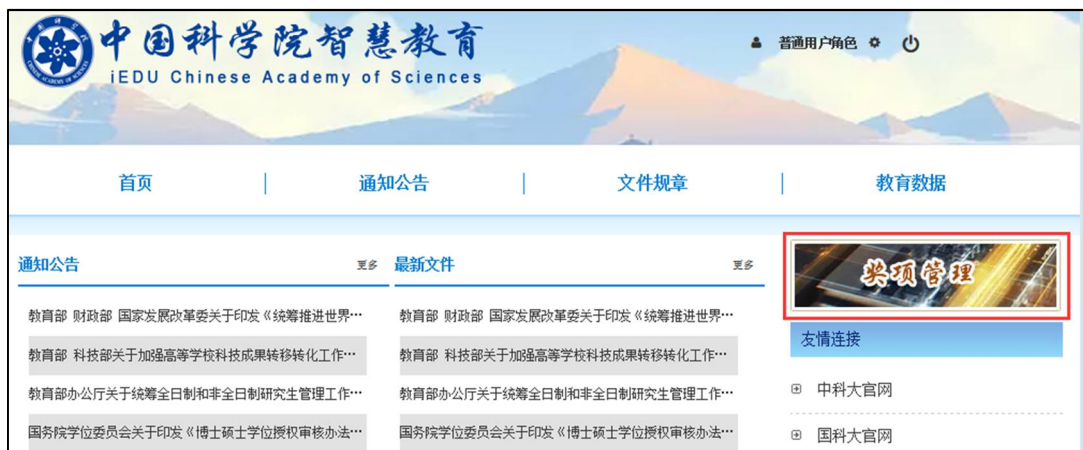 中国科学院智慧教育
iEDU Chinese Academy of Sciences
普通用户角色
首页
通知公告
文件规章
教育数据
通知公告 更多
教育部 财政部 国家发展改革委关于印发《统筹推进世界…
教育部 科技部关于加强高等学校科技成果转移转化工作…
教育部办公厅关于统筹全日制和非全日制研究生管理工作…
国务院学位委员会关于印发《博士硕士学位授权审核办法…
最新文件 更多
教育部 财政部 国家发展改革委关于印发《统筹推进世界…
教育部 科技部关于加强高等学校科技成果转移转化工作…
教育部办公厅关于统筹全日制和非全日制研究生管理工作…
国务院学位委员会关于印发《博士硕士学位授权审核办法…
奖项管理
友情连接
中科大官网
国科大官网